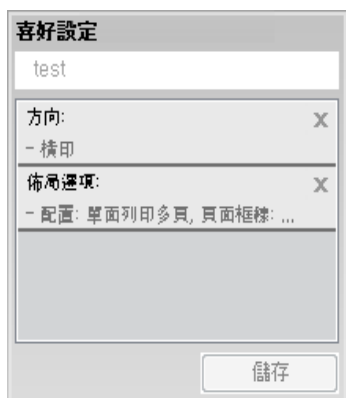 喜好設定
test
方向:
X
- 橫印
佈局選項:
X
- 配置: 單面列印多頁, 頁面框線: ...
儲存